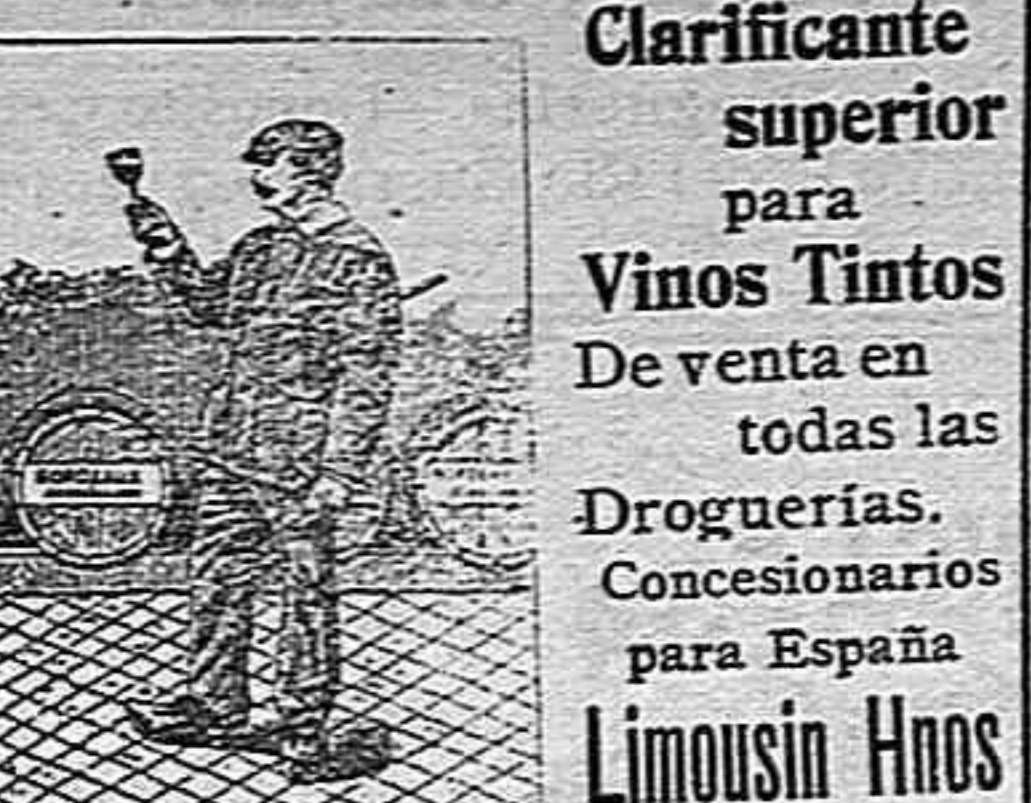 Clarificante
superior
para
Vinos Tintos
De venta en
todas las
Droguerías.
Concesionarios
para España
Limousin Hnos